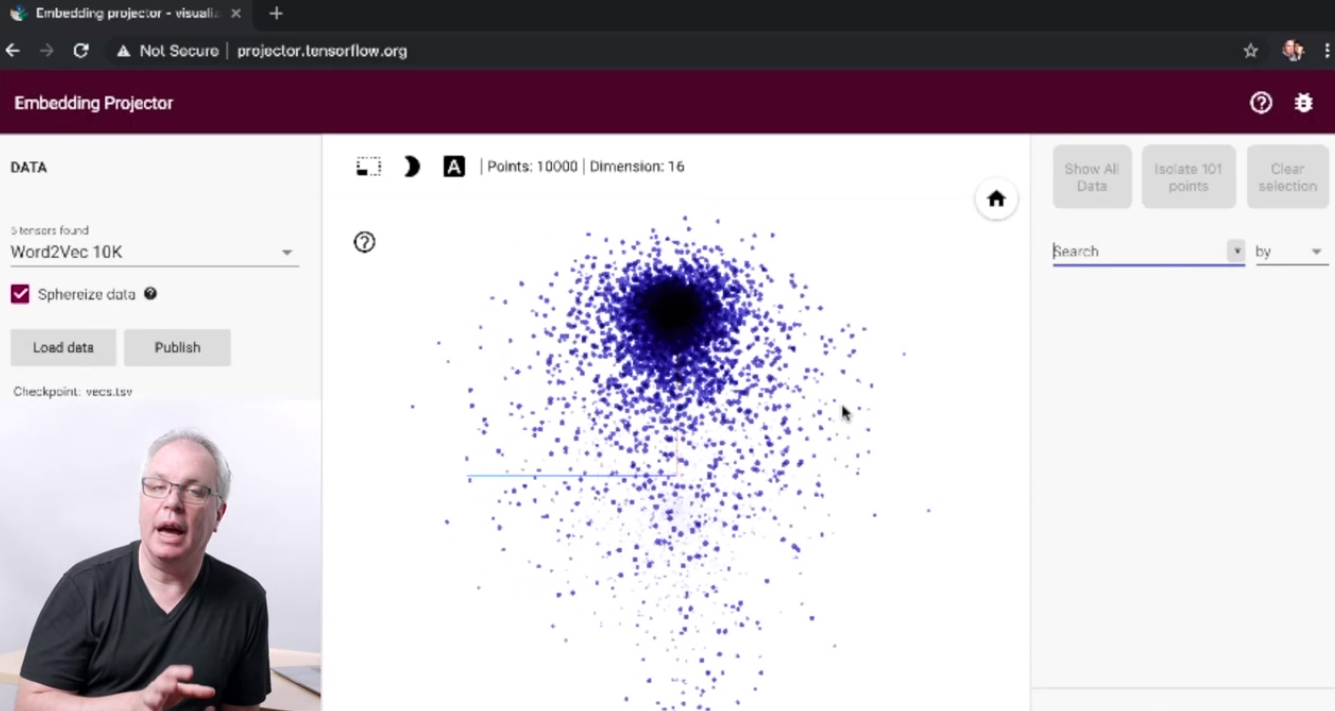 Embedding projector - visualiz
Not Secure | projector.tensorflow.org
Embedding Projector
DATA
5 tensors found
Word2Vec 10K
Sphereize data
Load data
Publish
Checkpoint: vecs.tsv
A
| Points: 10000 | Dimension: 16
Show All
Data
Isolate 101
points
Clear
selection
Search
by